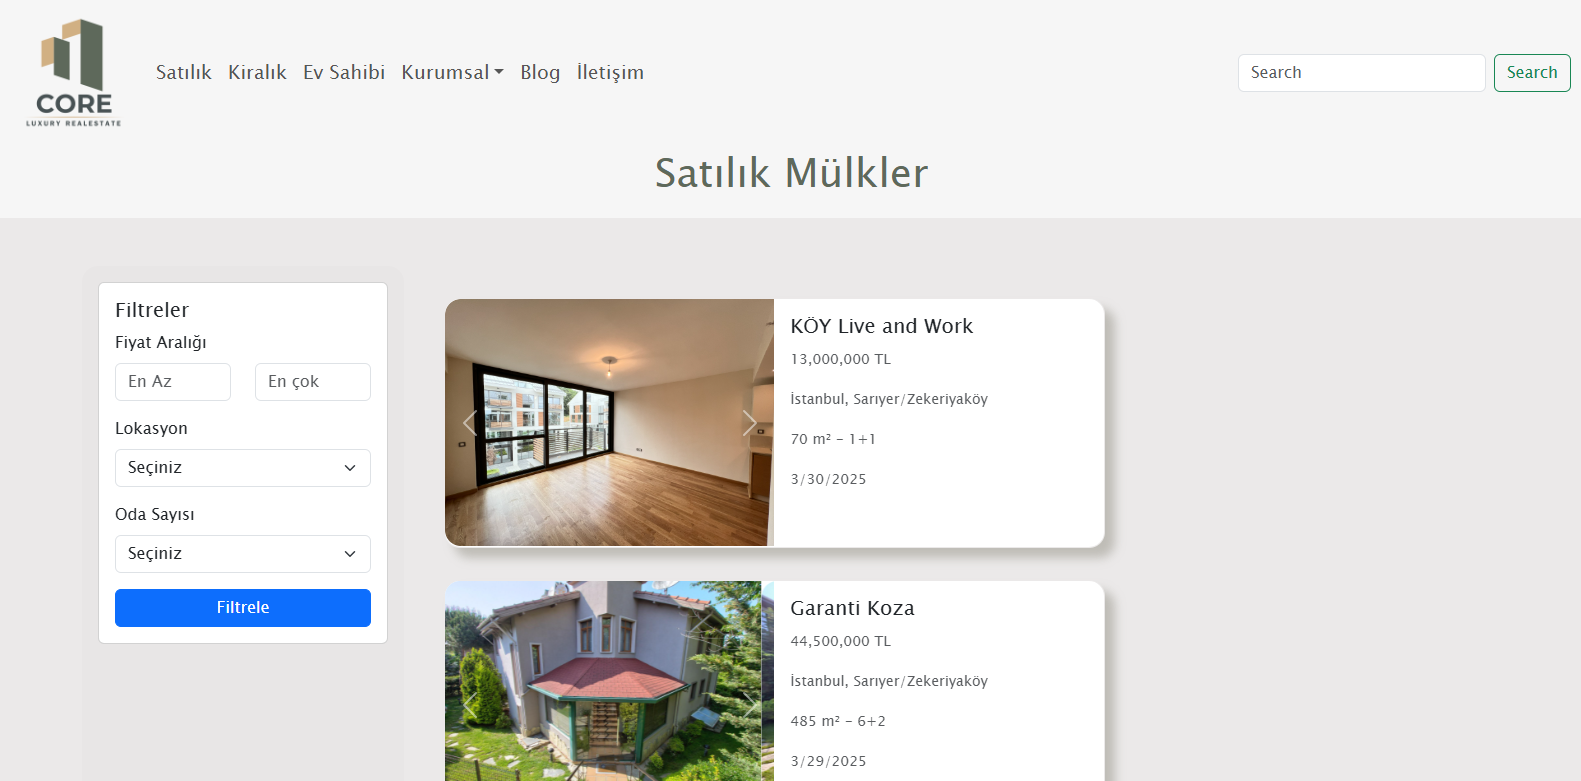 CORE
LUXURY REALESTATE
Satılık Kiralık Ev Sahibi Kurumsal Blog İletişim
Search Search
Satılık Mülkler
Filtreler
Fiyat Aralığı
En Az En çok
Lokasyon
Seçiniz
Oda Sayısı
Seçiniz
Filtrele
KÖY Live and Work
13,000,000 TL
İstanbul, Sarıyer/Zekeriyaköy
70 m² - 1+1
3/30/2025
Garanti Koza
44,500,000 TL
İstanbul, Sarıyer/Zekeriyaköy
485 m² - 6+2
3/29/2025